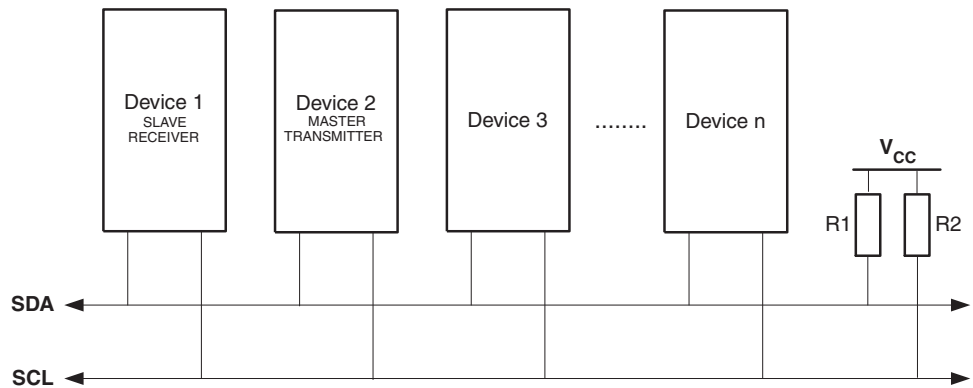 Device 1
SLAVE
RECEIVER
Device 2
MASTER
TRANSMITTER
Device 3
........
Device n
VCC
R1
R2
SDA
SCL